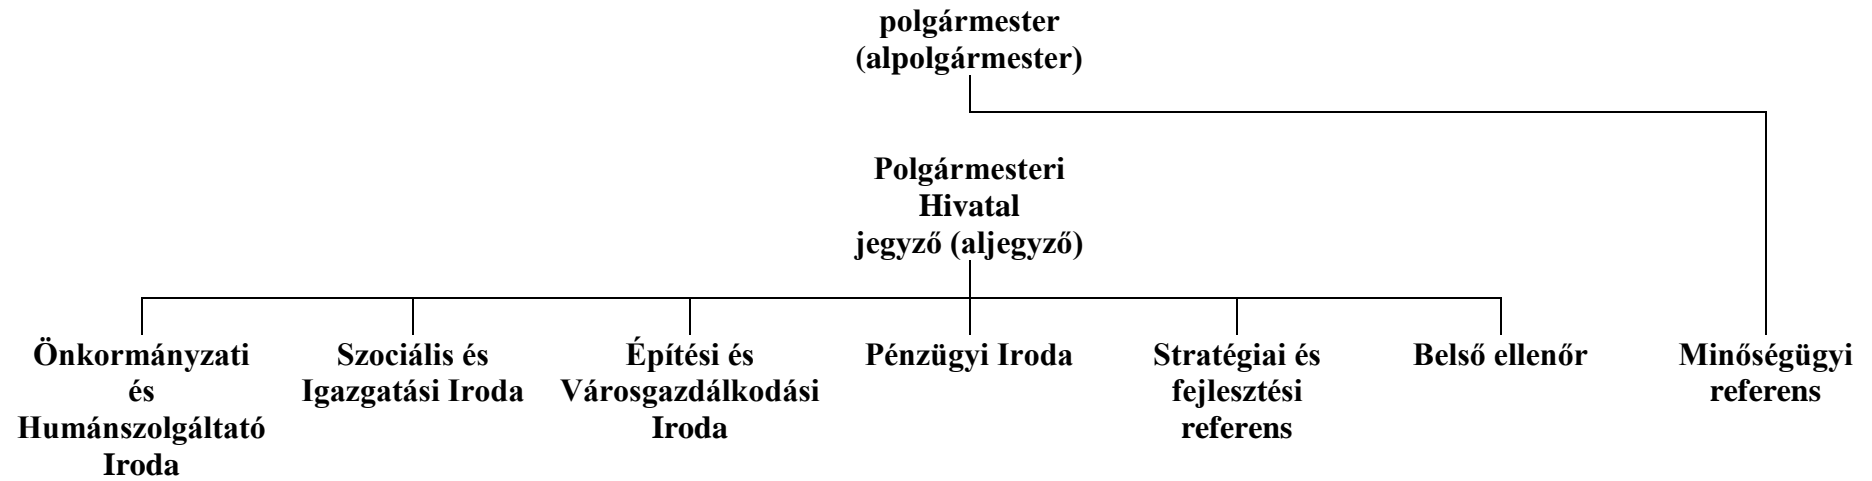 polgármester
(alpolgármester)
Polgármesteri
Hivatal
jegyző (aljegyző)
Önkormányzati
és
Humánszolgáltató
Iroda
Szociális és
Igazgatási Iroda
Építési és
Városgazdálkodási
Iroda
Pénzügyi Iroda
Stratégiai és
fejlesztési
referens
Belső ellenőr
Minőségügyi
referens